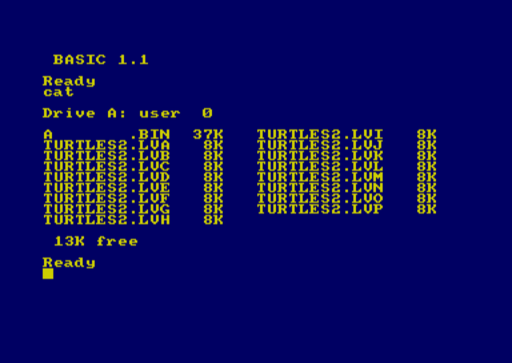 BASIC 1.1
Ready
cat
Drive A: user  0
A       .BIN  37K   TURTLES2.LVI   8K
TURTLES2.LVA   8K   TURTLES2.LVJ   8K
TURTLES2.LVB   8K   TURTLES2.LVK   8K
TURTLES2.LVC   8K   TURTLES2.LVL   8K
TURTLES2.LVD   8K   TURTLES2.LVM   8K
TURTLES2.LVE   8K   TURTLES2.LVN   8K
TURTLES2.LVF   8K   TURTLES2.LVO   8K
TURTLES2.LVG   8K   TURTLES2.LVP   8K
TURTLES2.LVH   8K
13K free
Ready